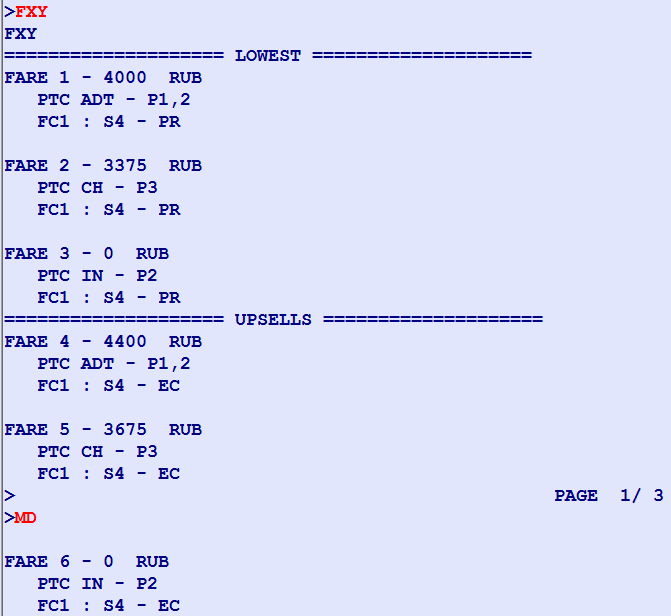 >FXY
FXY
==================== LOWEST ====================
FARE 1 - 4000  RUB
   PTC ADT - P1,2
   FC1 : S4 - PR
FARE 2 - 3375  RUB
   PTC CH - P3
   FC1 : S4 - PR
FARE 3 - 0  RUB
   PTC IN - P2
   FC1 : S4 - PR
==================== UPSELLS ====================
FARE 4 - 4400  RUB
   PTC ADT - P1,2
   FC1 : S4 - EC
FARE 5 - 3675  RUB
   PTC CH - P3
   FC1 : S4 - EC
>                                                 PAGE  1/ 3
>MD
FARE 6 - 0  RUB
   PTC IN - P2
   FC1 : S4 - EC